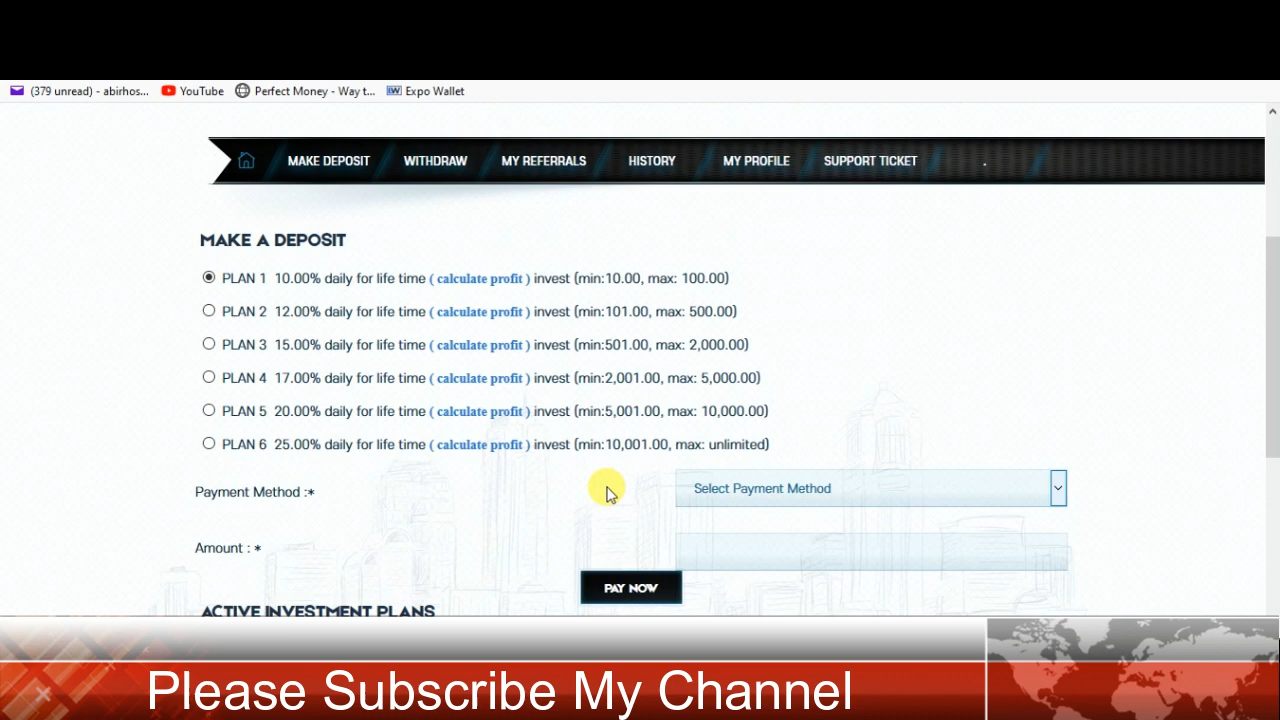 (379 unread) - abirhos... YouTube Perfect Money - Way t... Expo Wallet
MAKE DEPOSIT WITHDRAW MY REFERRALS HISTORY MY PROFILE SUPPORT TICKET .
MAKE A DEPOSIT
PLAN 1 10.00% daily for life time ( calculate profit ) invest (min:10.00, max: 100.00)
PLAN 2 12.00% daily for life time ( calculate profit ) invest (min:101.00, max: 500.00)
PLAN 3 15.00% daily for life time ( calculate profit ) invest (min:501.00, max: 2,000.00)
PLAN 4 17.00% daily for life time ( calculate profit ) invest (min:2,001.00, max: 5,000.00)
PLAN 5 20.00% daily for life time ( calculate profit ) invest (min:5,001.00, max: 10,000.00)
PLAN 6 25.00% daily for life time ( calculate profit ) invest (min:10,001.00, max: unlimited)
Payment Method :* Select Payment Method
Amount : *
PAY NOW
ACTIVE INVESTMENT PLANS
Please Subscribe My Channel